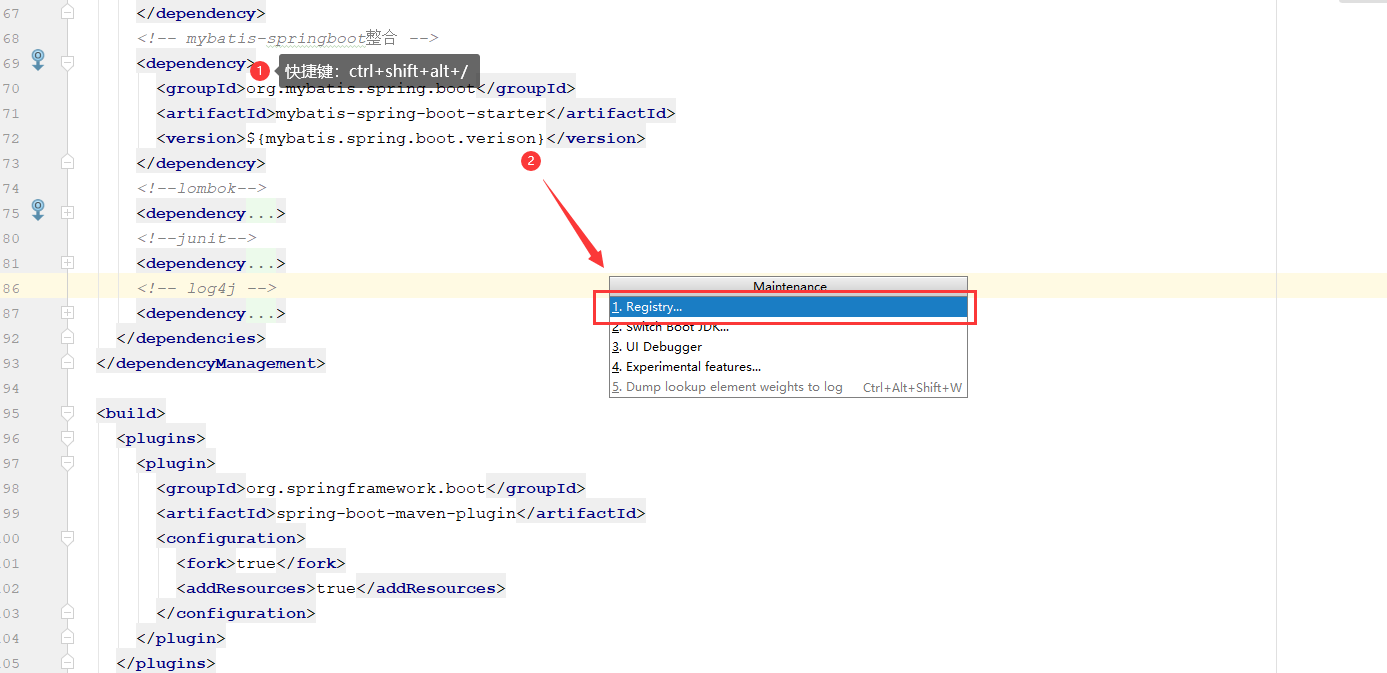 67 </dependency>
68 <!-- mybatis-springboot整合 -->
69 <dependency>
1 快捷键：ctrl+shift+alt+/
70 <groupId>org.mybatis.spring.boot</groupId>
71 <artifactId>mybatis-spring-boot-starter</artifactId>
72 <version>${mybatis.spring.boot.verison}</version>
73 </dependency>
2
74 <!--lombok-->
75 <dependency...>
80 <!--junit-->
81 <dependency...>
86 <!-- log4j -->
87 <dependency...>
92 </dependencies>
93 </dependencyManagement>
94
Maintenance
1. Registry...
2. Switch Boot JDK...
3. UI Debugger
4. Experimental features...
5. Dump lookup element weights to log Ctrl+Alt+Shift+W
95 <build>
96 <plugins>
97 <plugin>
98 <groupId>org.springframework.boot</groupId>
99 <artifactId>spring-boot-maven-plugin</artifactId>
00 <configuration>
01 <fork>true</fork>
02 <addResources>true</addResources>
03 </configuration>
04 </plugin>
05 </plugins>